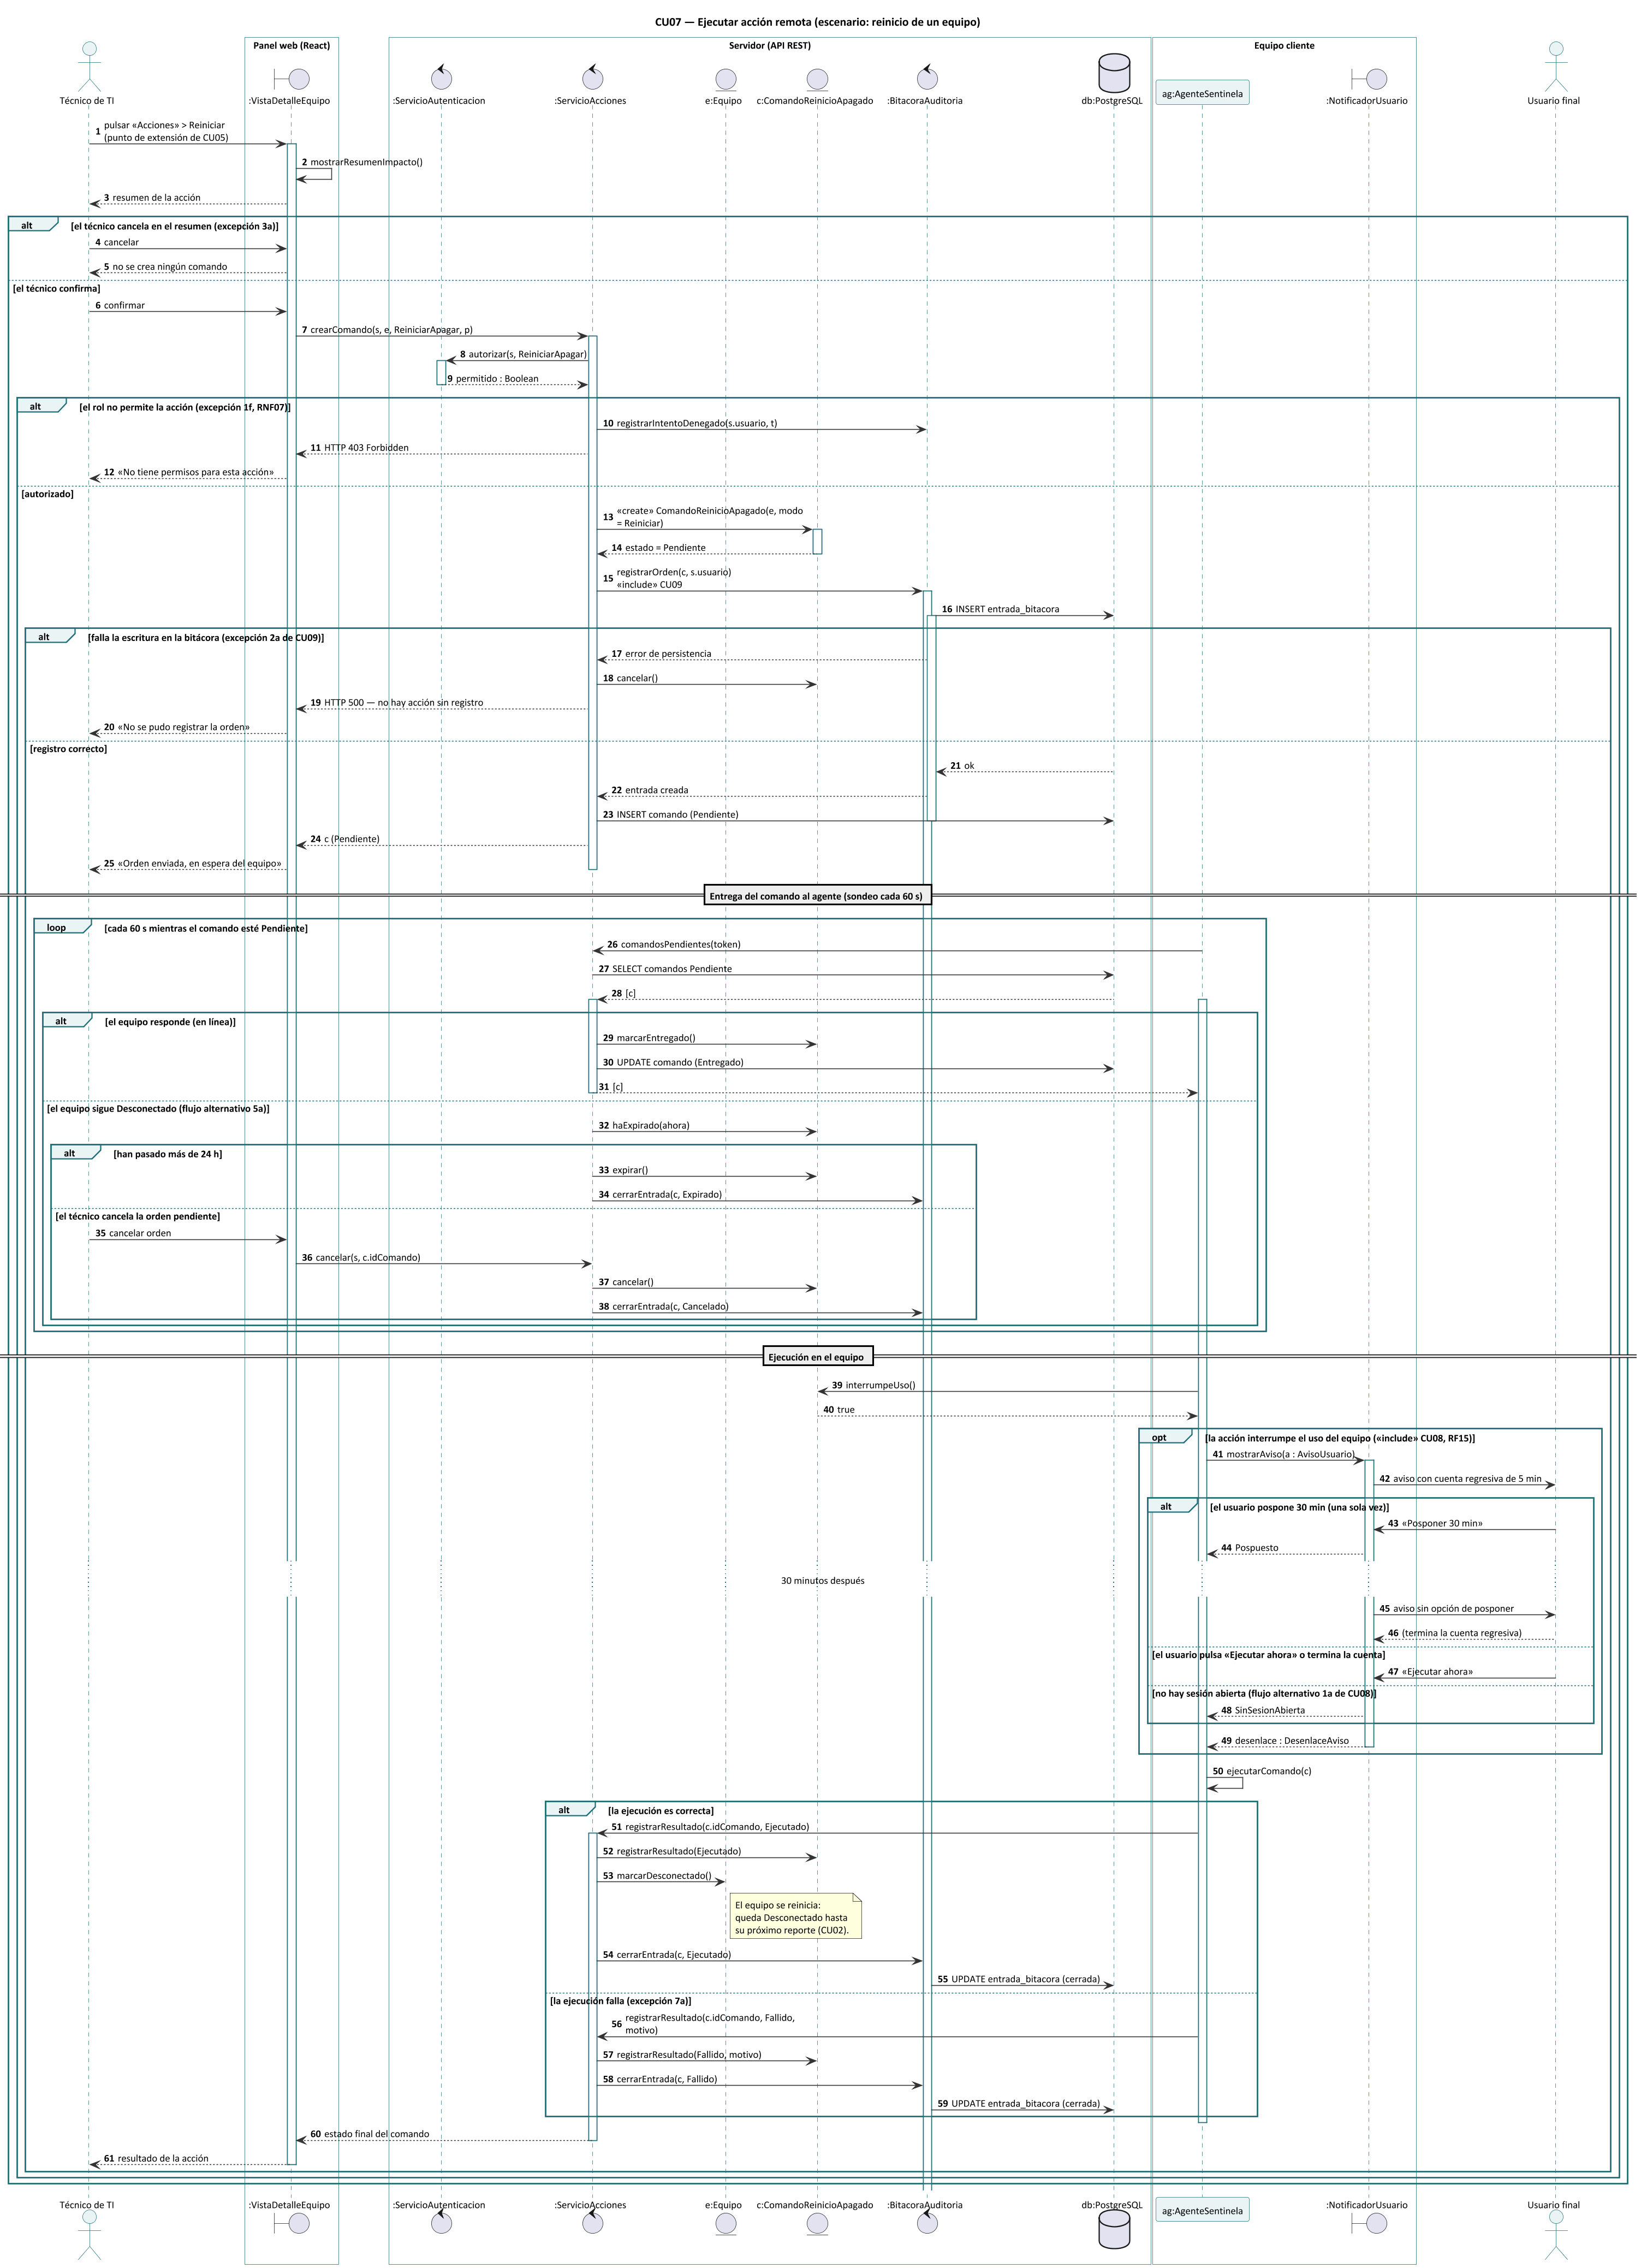 CU07 — Ejecutar acción remota (escenario: reinicio de un equipo)
Panel web (React)
Servidor (API REST)
Equipo cliente
Técnico de TI
:VistaDetalleEquipo
:ServicioAutenticacion
:ServicioAcciones
e:Equipo
c:ComandoReinicioApagado
:BitacoraAuditoria
db:PostgreSQL
ag:AgenteSentinela
:NotificadorUsuario
Usuario final
1 pulsar «Acciones» > Reiniciar
(punto de extensión de CU05)
2 mostrarResumenImpacto()
3 resumen de la acción
alt [el técnico cancela en el resumen (excepción 3a)]
4 cancelar
5 no se crea ningún comando
[el técnico confirma]
6 confirmar
7 crearComando(s, e, ReiniciarApagar, p)
8 autorizar(s, ReiniciarApagar)
9 permitido : Boolean
alt [el rol no permite la acción (excepción 1f, RNF07)]
10 registrarIntentoDenegado(s.usuario, t)
11 HTTP 403 Forbidden
12 «No tiene permisos para esta acción»
[autorizado]
13 «create» ComandoReinicioApagado(e, modo
= Reiniciar)
14 estado = Pendiente
15 registrarOrden(c, s.usuario)
«include» CU09
16 INSERT entrada_bitacora
alt [falla la escritura en la bitácora (excepción 2a de CU09)]
17 error de persistencia
18 cancelar()
19 HTTP 500 — no hay acción sin registro
20 «No se pudo registrar la orden»
[registro correcto]
21 ok
22 entrada creada
23 INSERT comando (Pendiente)
24 c (Pendiente)
25 «Orden enviada, en espera del equipo»
Entrega del comando al agente (sondeo cada 60 s)
loop [cada 60 s mientras el comando esté Pendiente]
26 comandosPendientes(token)
27 SELECT comandos Pendiente
28 [c]
alt [el equipo responde (en línea)]
29 marcarEntregado()
30 UPDATE comando (Entregado)
31 [c]
[el equipo sigue Desconectado (flujo alternativo 5a)]
32 haExpirado(ahora)
alt [han pasado más de 24 h]
33 expirar()
34 cerrarEntrada(c, Expirado)
[el técnico cancela la orden pendiente]
35 cancelar orden
36 cancelar(s, c.idComando)
37 cancelar()
38 cerrarEntrada(c, Cancelado)
Ejecución en el equipo
39 interrumpeUso()
40 true
opt [la acción interrumpe el uso del equipo («include» CU08, RF15)]
41 mostrarAviso(a : AvisoUsuario)
42 aviso con cuenta regresiva de 5 min
alt [el usuario pospone 30 min (una sola vez)]
43 «Posponer 30 min»
44 Pospuesto
30 minutos después
45 aviso sin opción de posponer
46 (termina la cuenta regresiva)
[el usuario pulsa «Ejecutar ahora» o termina la cuenta]
47 «Ejecutar ahora»
[no hay sesión abierta (flujo alternativo 1a de CU08)]
48 SinSesionAbierta
49 desenlace : DesenlaceAviso
50 ejecutarComando(c)
alt [la ejecución es correcta]
51 registrarResultado(c.idComando, Ejecutado)
52 registrarResultado(Ejecutado)
53 marcarDesconectado()
El equipo se reinicia:
queda Desconectado hasta
su próximo reporte (CU02).
54 cerrarEntrada(c, Ejecutado)
55 UPDATE entrada_bitacora (cerrada)
[la ejecución falla (excepción 7a)]
56 registrarResultado(c.idComando, Fallido,
motivo)
57 registrarResultado(Fallido, motivo)
58 cerrarEntrada(c, Fallido)
59 UPDATE entrada_bitacora (cerrada)
60 estado final del comando
61 resultado de la acción
Técnico de TI
:VistaDetalleEquipo
:ServicioAutenticacion
:ServicioAcciones
e:Equipo
c:ComandoReinicioApagado
:BitacoraAuditoria
db:PostgreSQL
ag:AgenteSentinela
:NotificadorUsuario
Usuario final